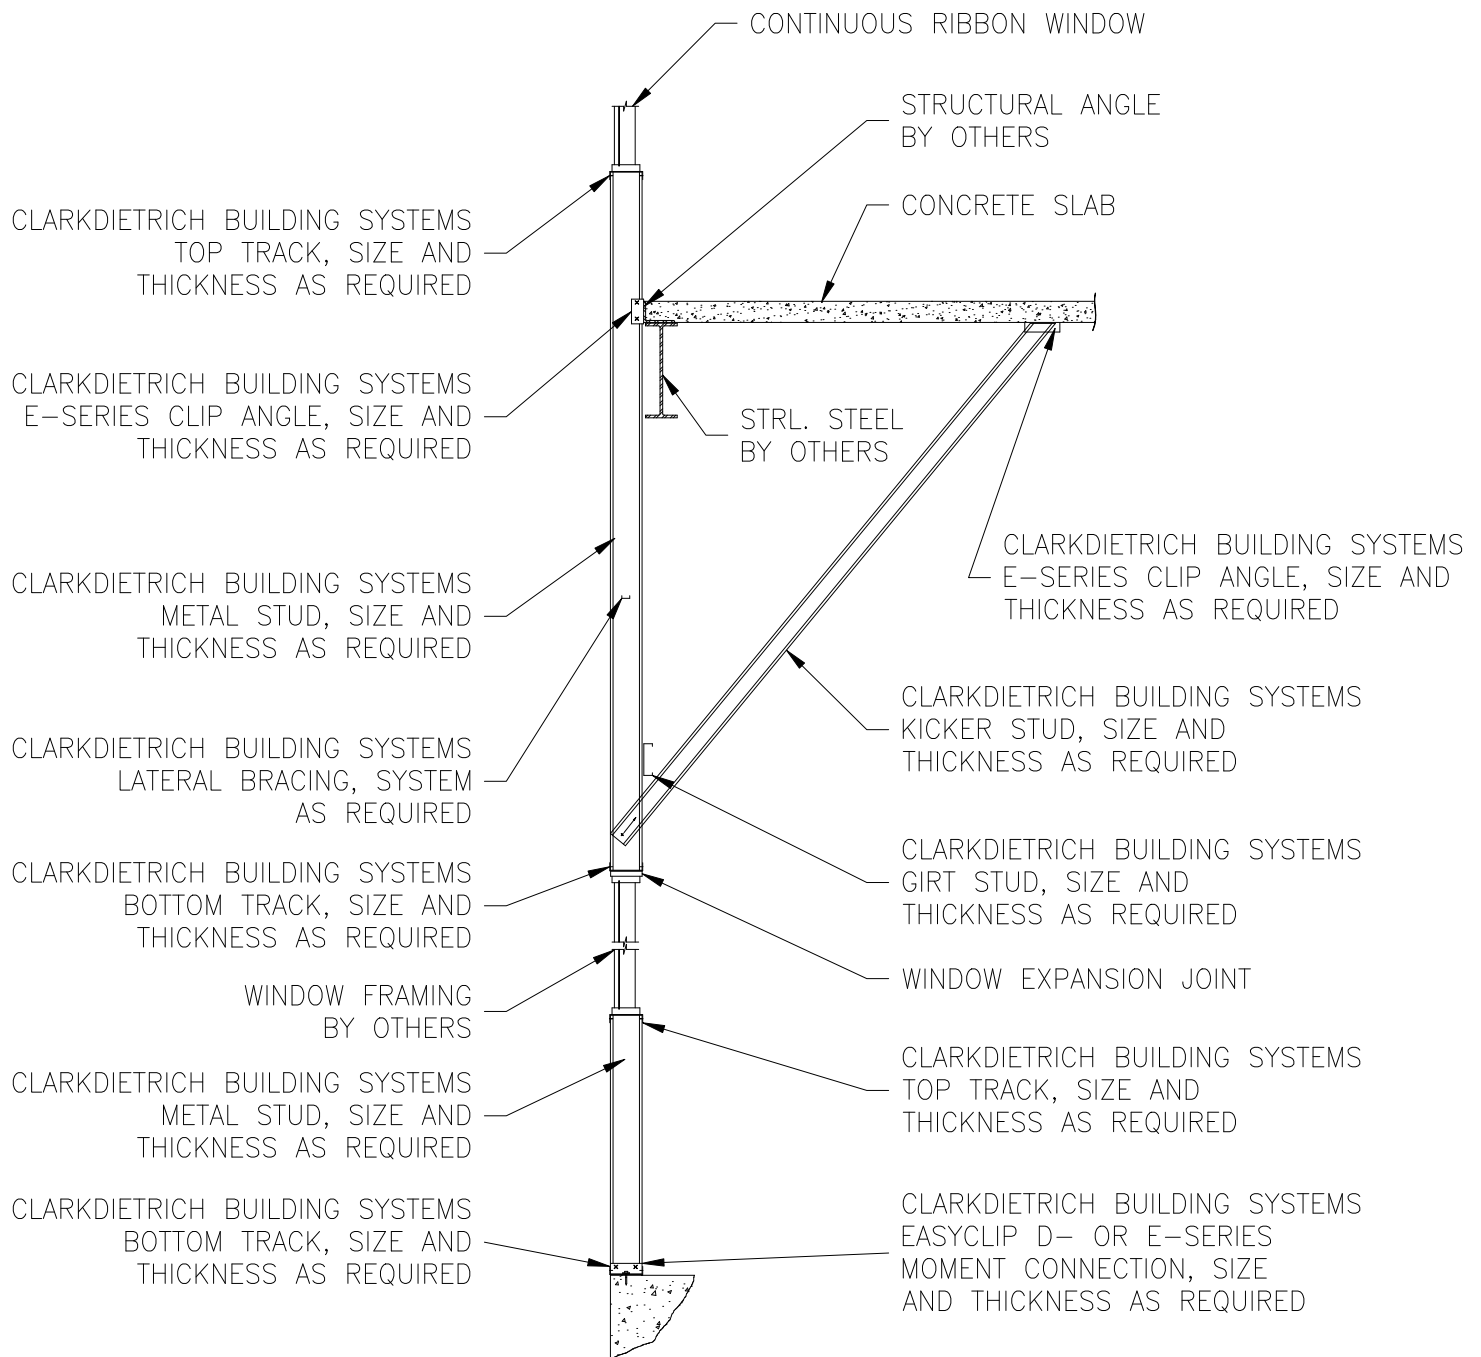 CONTINUOUS RIBBON WINDOW
STRUCTURAL ANGLE
BY OTHERS
CONCRETE SLAB
CLARKDIETRICH BUILDING SYSTEMS
TOP TRACK, SIZE AND
THICKNESS AS REQUIRED
CLARKDIETRICH BUILDING SYSTEMS
E-SERIES CLIP ANGLE, SIZE AND
THICKNESS AS REQUIRED
STRL. STEEL
BY OTHERS
CLARKDIETRICH BUILDING SYSTEMS
E-SERIES CLIP ANGLE, SIZE AND
THICKNESS AS REQUIRED
CLARKDIETRICH BUILDING SYSTEMS
METAL STUD, SIZE AND
THICKNESS AS REQUIRED
CLARKDIETRICH BUILDING SYSTEMS
KICKER STUD, SIZE AND
THICKNESS AS REQUIRED
CLARKDIETRICH BUILDING SYSTEMS
LATERAL BRACING, SYSTEM
AS REQUIRED
CLARKDIETRICH BUILDING SYSTEMS
GIRT STUD, SIZE AND
THICKNESS AS REQUIRED
CLARKDIETRICH BUILDING SYSTEMS
BOTTOM TRACK, SIZE AND
THICKNESS AS REQUIRED
WINDOW EXPANSION JOINT
WINDOW FRAMING
BY OTHERS
CLARKDIETRICH BUILDING SYSTEMS
TOP TRACK, SIZE AND
THICKNESS AS REQUIRED
CLARKDIETRICH BUILDING SYSTEMS
METAL STUD, SIZE AND
THICKNESS AS REQUIRED
CLARKDIETRICH BUILDING SYSTEMS
BOTTOM TRACK, SIZE AND
THICKNESS AS REQUIRED
CLARKDIETRICH BUILDING SYSTEMS
EASYCLIP D- OR E-SERIES
MOMENT CONNECTION, SIZE
AND THICKNESS AS REQUIRED